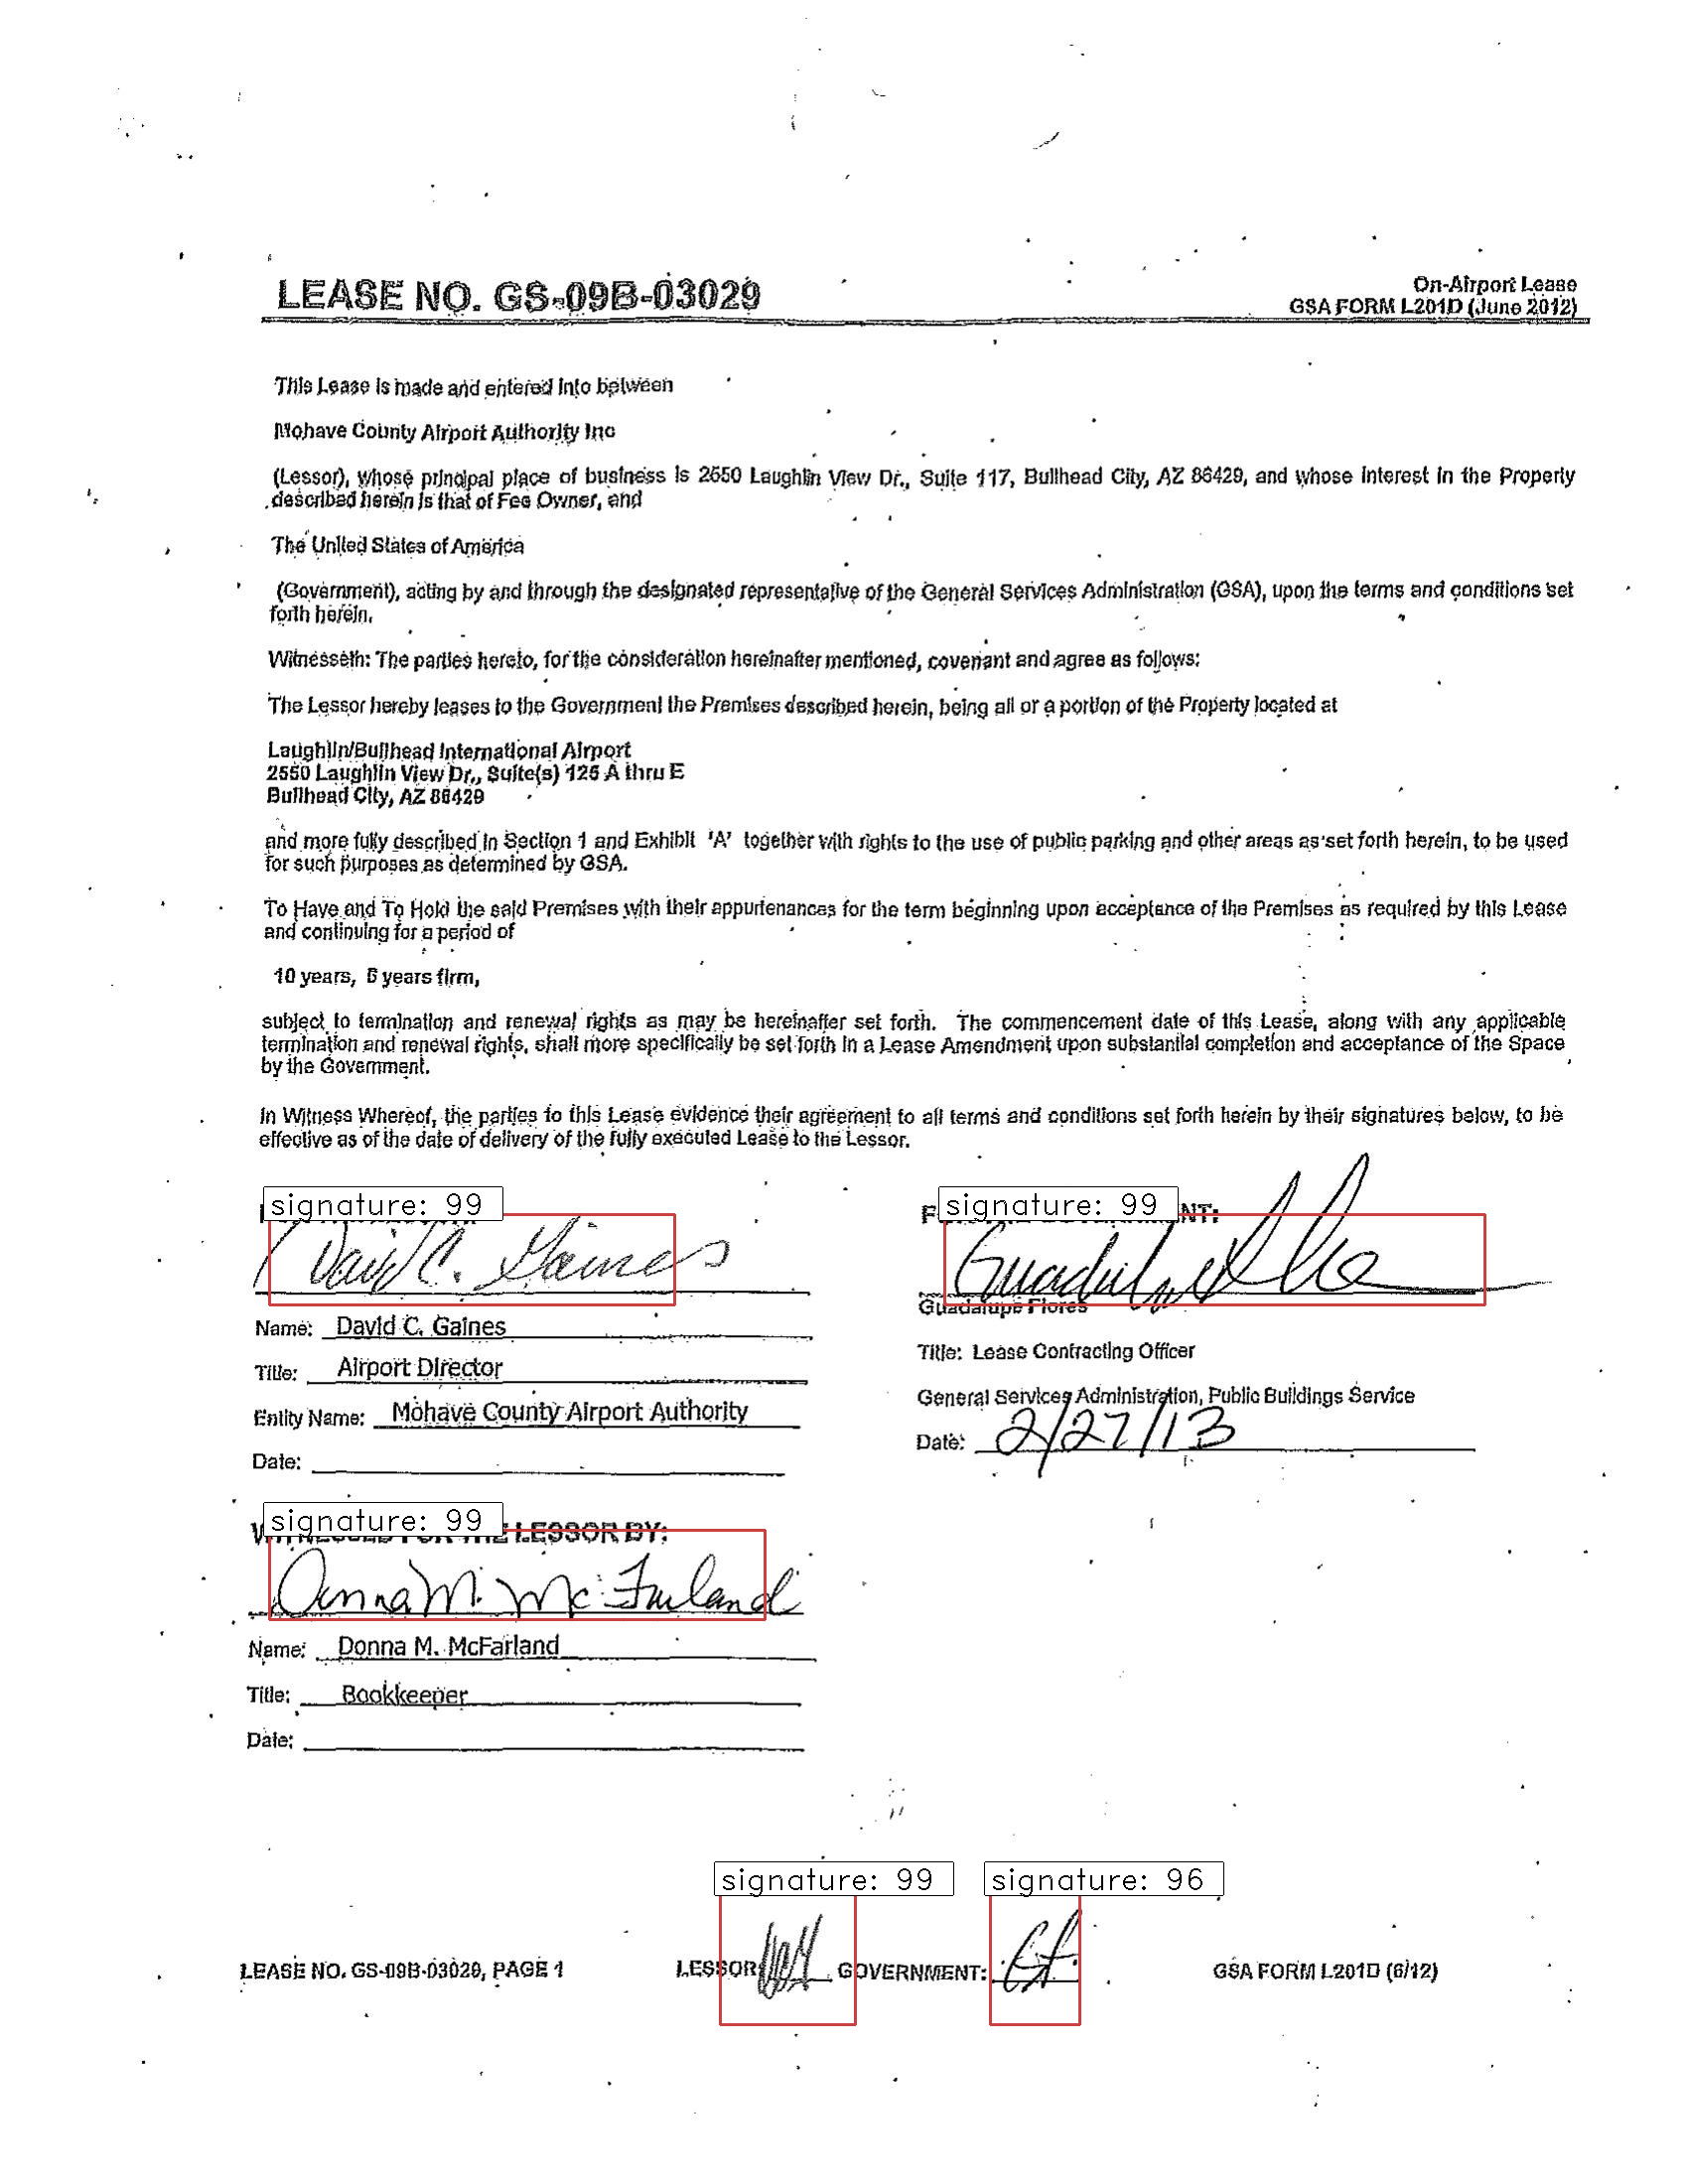 LEASE NO. GS-09B-03029
On-Airport Lease
GSA FORM L201D (June 2012)
This Lease is made and entered into between
Mohave County Airport Authority Inc
(Lessor), whose principal place of business is 2550 Laughlin View Dr., Suite 117, Bullhead City, AZ 86429, and whose interest in the Property
described herein is that of Fee Owner, and
The United States of America
(Government), acting by and through the designated representative of the General Services Administration (GSA), upon the terms and conditions set
forth herein.
Witnesseth: The parties hereto, for the consideration hereinafter mentioned, covenant and agree as follows:
The Lessor hereby leases to the Government the Premises described herein, being all or a portion of the Property located at
Laughlin/Bullhead International Airport
2550 Laughlin View Dr., Suite(s) 125 A thru E
Bullhead City, AZ 86429
and more fully described in Section 1 and Exhibit 'A' together with rights to the use of public parking and other areas as set forth herein, to be used
for such purposes as determined by GSA.
To Have and To Hold the said Premises with their appurtenances for the term beginning upon acceptance of the Premises as required by this Lease
and continuing for a period of
10 years, 5 years firm,
subject to termination and renewal rights as may be hereinafter set forth. The commencement date of this Lease, along with any applicable
termination and renewal rights, shall more specifically be set forth in a Lease Amendment upon substantial completion and acceptance of the Space
by the Government.
In Witness Whereof, the parties to this Lease evidence their agreement to all terms and conditions set forth herein by their signatures below, to be
effective as of the date of delivery of the fully executed Lease to the Lessor.
signature: 99
David C. Gaines
Name: David C. Gaines
Title: Airport Director
Entity Name: Mohave County Airport Authority
Date:
signature: 99
Guadalupe Flores
Title: Lease Contracting Officer
General Services Administration, Public Buildings Service
Date: 2/27/13
signature: 99
LESSOR BY:
Donna M. McFarland
Name: Donna M. McFarland
Title: Bookkeeper
Date:
signature: 99 signature: 96
LEASE NO. GS-09B-03029, PAGE 1 LESSOR: GOVERNMENT: GSA FORM L201D (6/12)